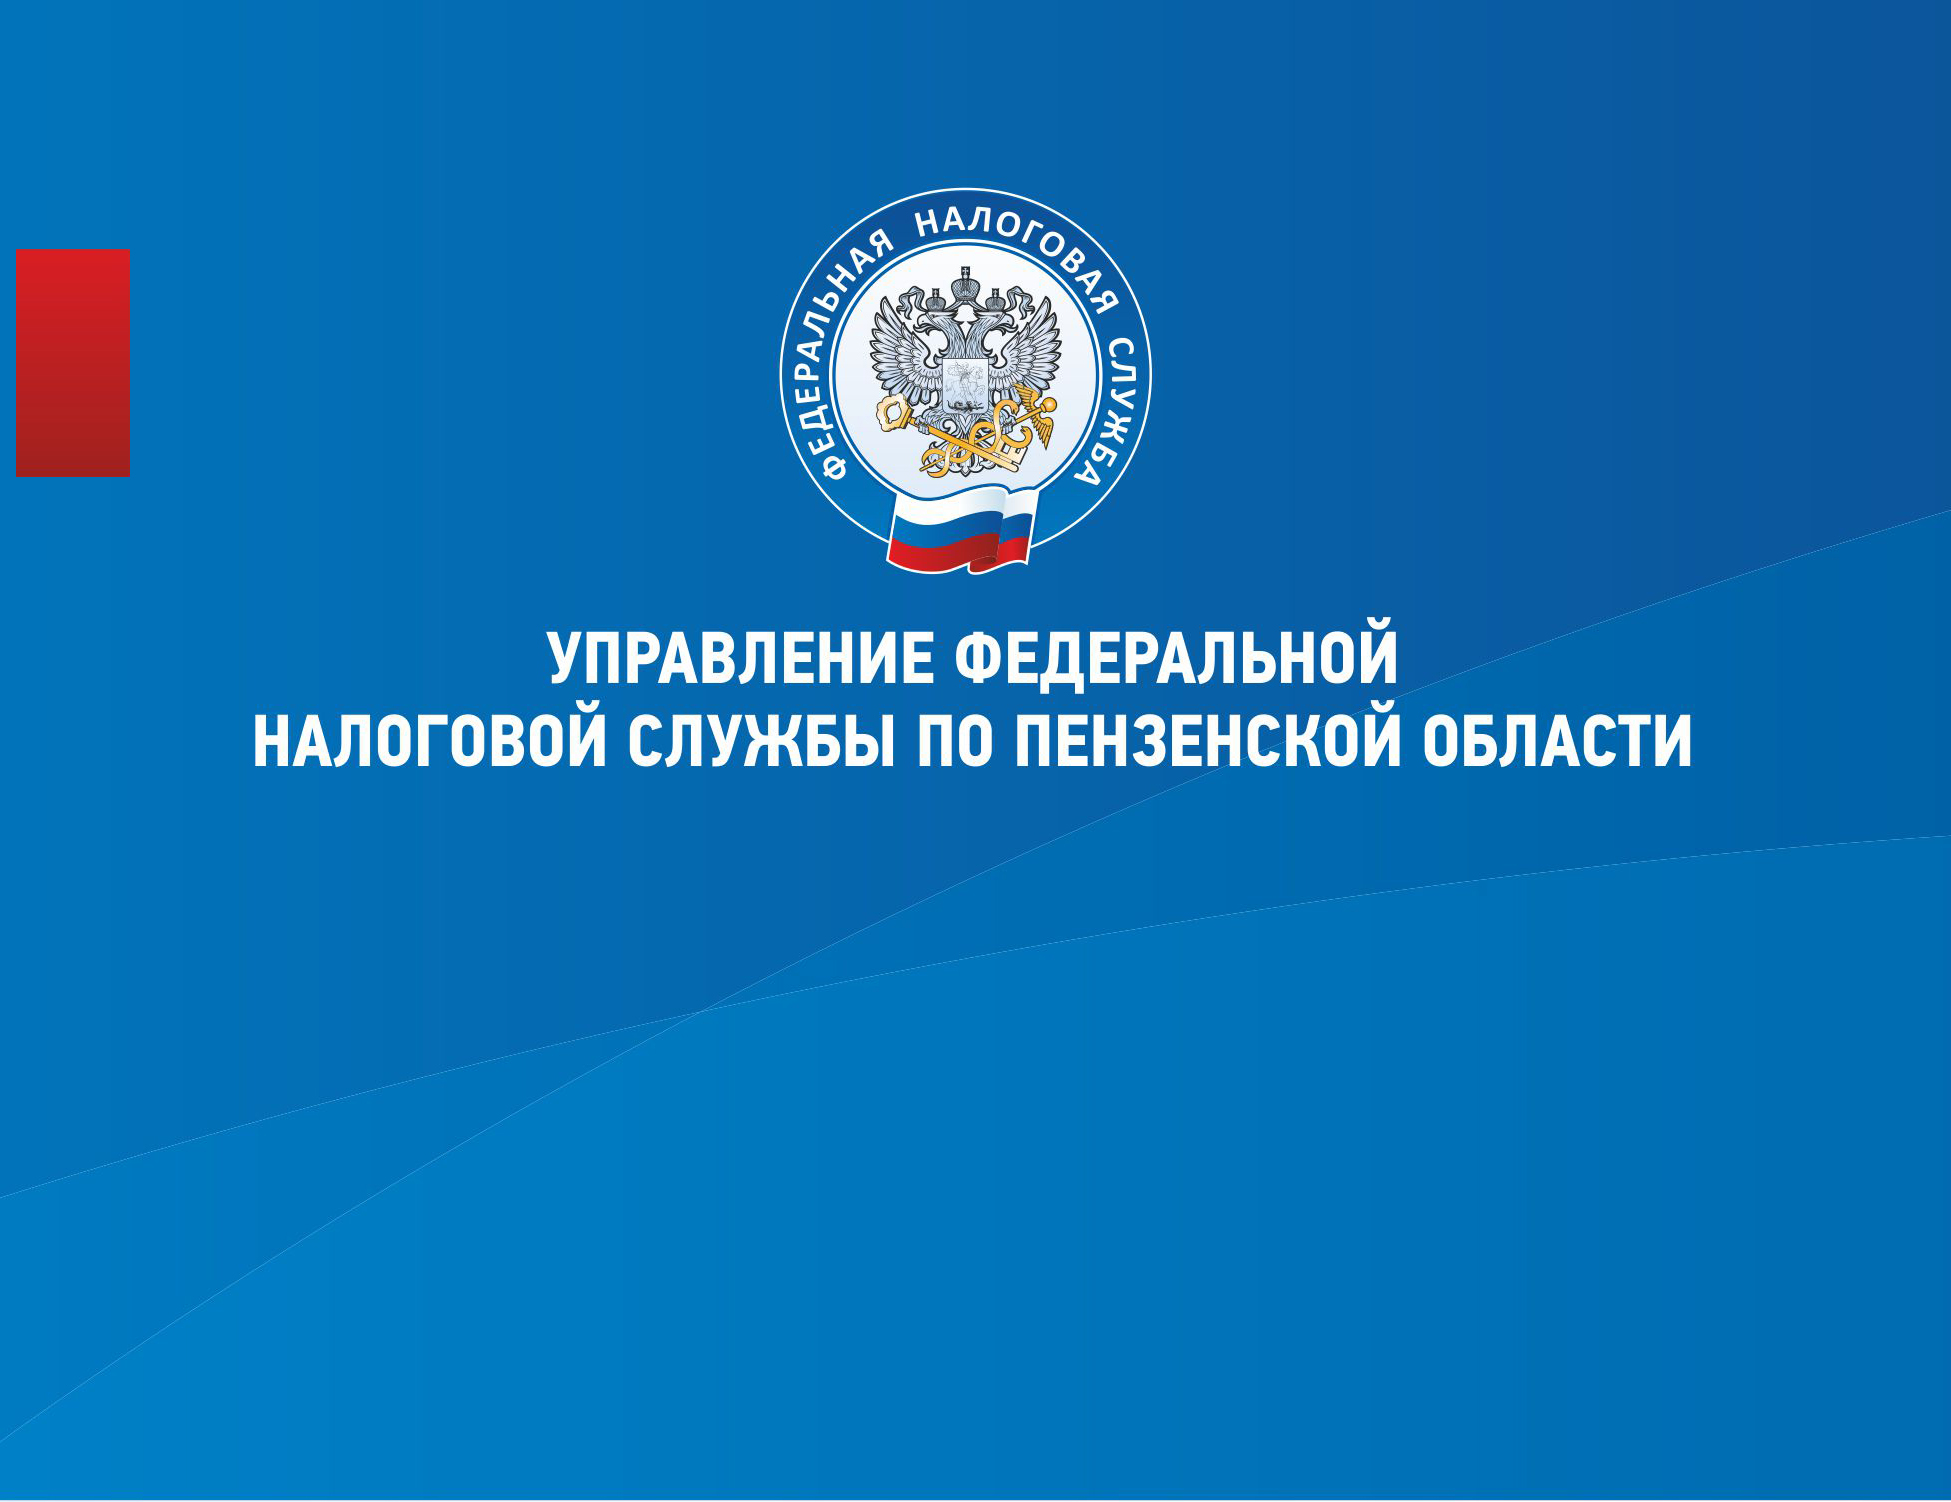 ФЕДЕРАЛЬНАЯ НАЛОГОВАЯ СЛУЖБА
УПРАВЛЕНИЕ ФЕДЕРАЛЬНОЙ
НАЛОГОВОЙ СЛУЖБЫ ПО ПЕНЗЕНСКОЙ ОБЛАСТИ